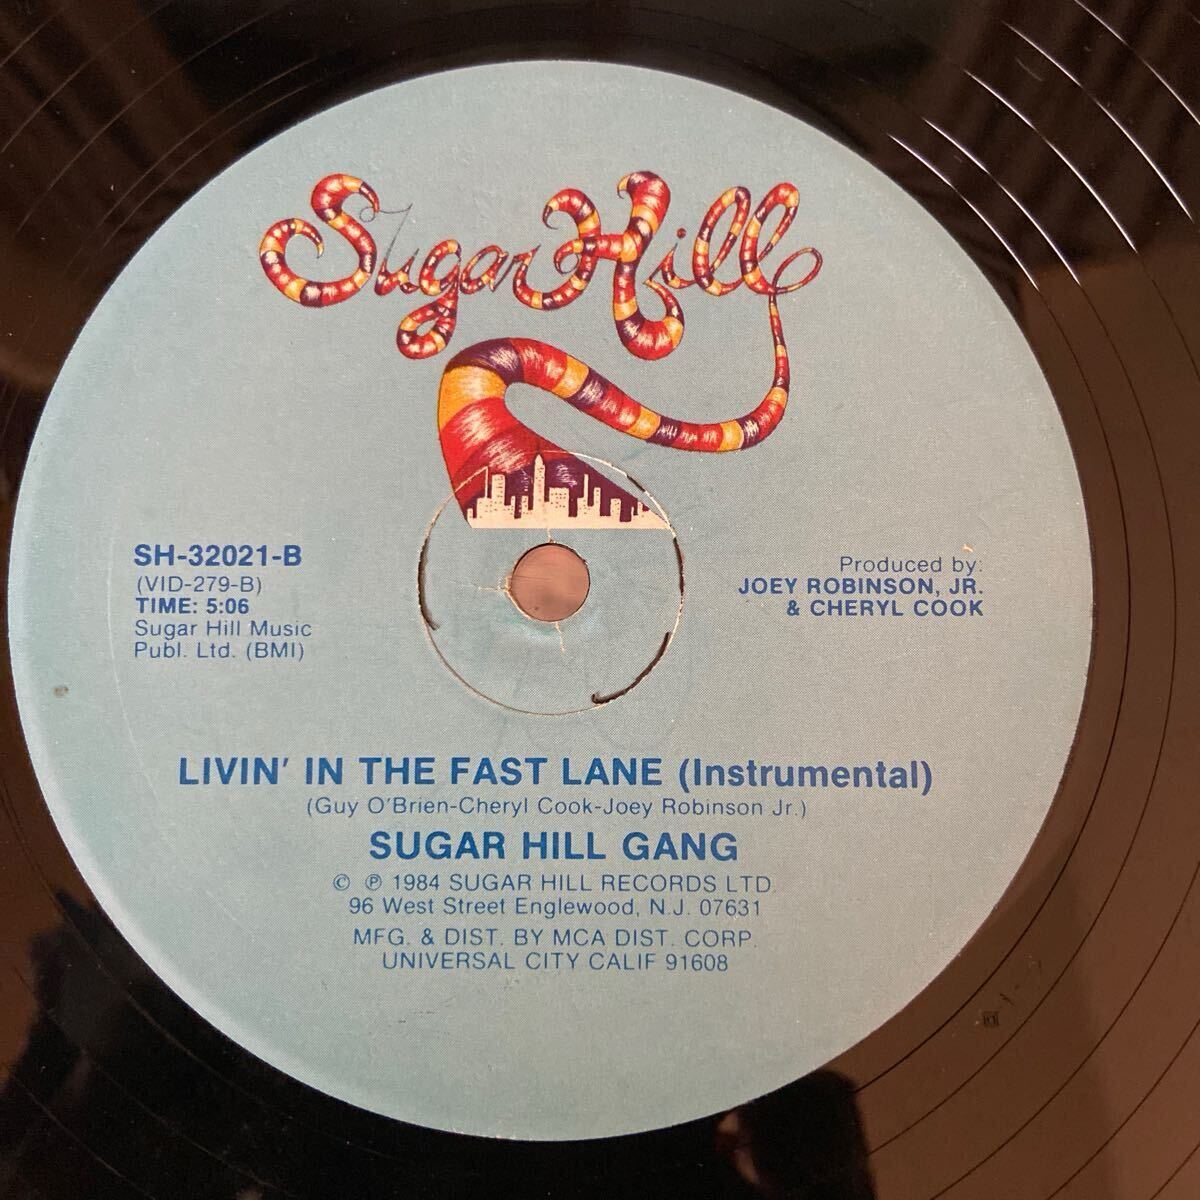 Sugar Hill
SH-32021-B
(VID-279-B)
TIME: 5:06
Sugar Hill Music
Publ. Ltd. (BMI)
Produced by:
JOEY ROBINSON, JR.
& CHERYL COOK
LIVIN' IN THE FAST LANE (Instrumental)
(Guy O'Brien-Cheryl Cook-Joey Robinson Jr.)
SUGAR HILL GANG
© ℗ 1984 SUGAR HILL RECORDS LTD.
96 West Street Englewood, N.J. 07631
MFG. & DIST. BY MCA DIST. CORP.
UNIVERSAL CITY CALIF 91608